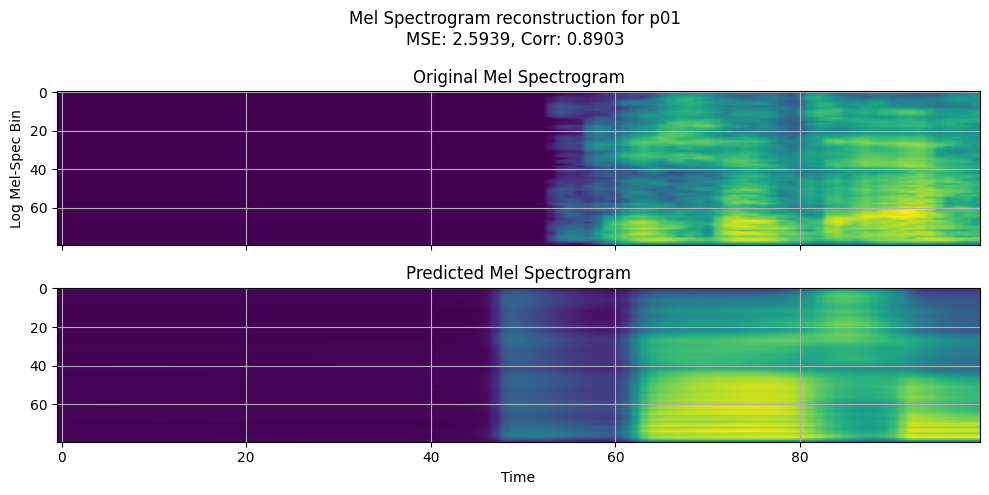 Mel Spectrogram reconstruction for p01
MSE: 2.5939, Corr: 0.8903
Original Mel Spectrogram
Log Mel-Spec Bin
0
20
40
60
Predicted Mel Spectrogram
0
20
40
60
0 20 40 60 80
Time